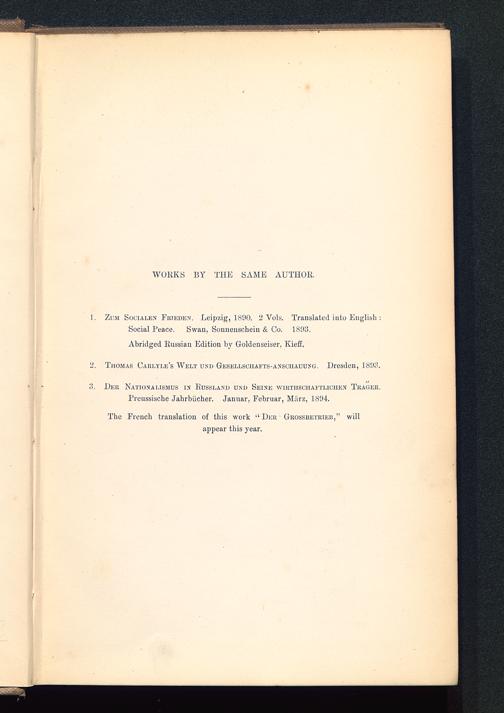 WORKS BY THE SAME AUTHOR.
1. ZUM SOCIALEN FRIEDEN. Leipzig, 1890. 2 Vols. Translated into English:
Social Peace. Swan, Sonnenschein & Co. 1893.
Abridged Russian Edition by Goldenseiser, Kieff.
2. THOMAS CARLYLE'S WELT UND GESELLSCHAFTS-ANSCHAUUNG. Dresden, 1893.
3. DER NATIONALISMUS IN RUSSLAND UND SEINE WIRTHSCHAFTLICHEN TRÄGER.
Preussische Jahrbücher. Januar, Februar, März, 1894.
The French translation of this work "DER GROSSBETRIEB," will
appear this year.